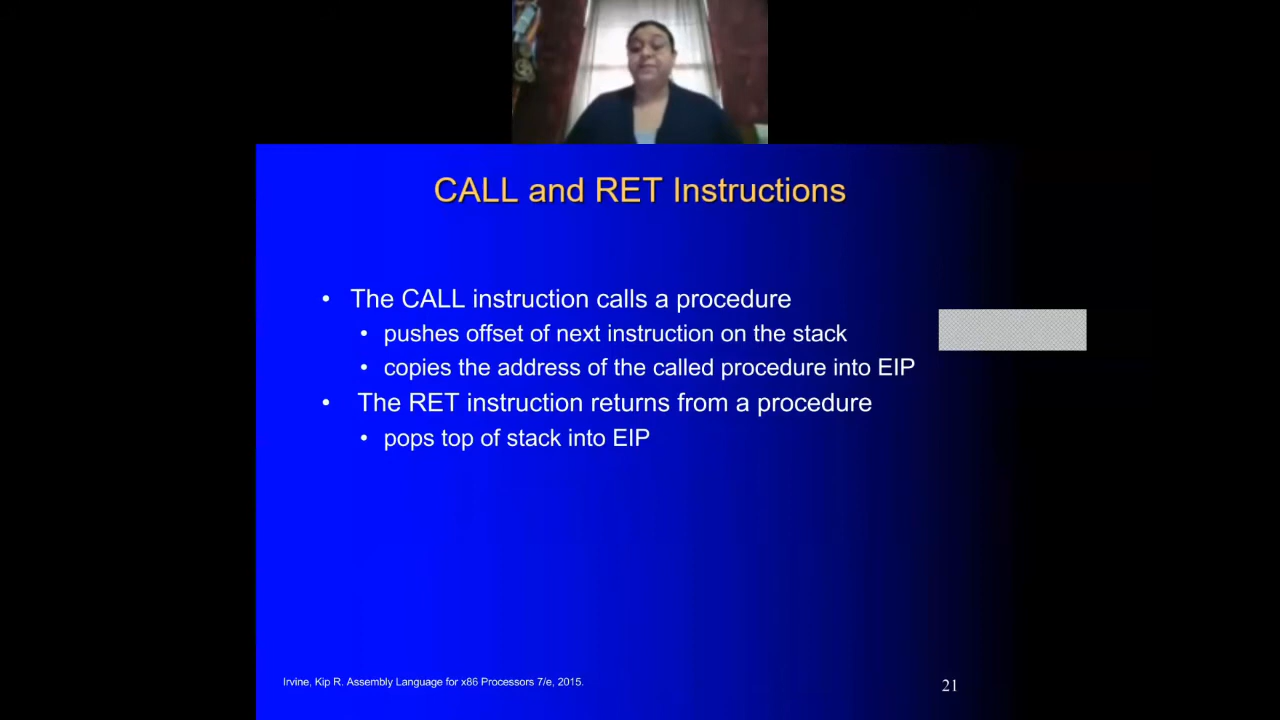 CALL and RET Instructions
• The CALL instruction calls a procedure
• pushes offset of next instruction on the stack
• copies the address of the called procedure into EIP
• The RET instruction returns from a procedure
• pops top of stack into EIP
Irvine, Kip R. Assembly Language for x86 Processors 7/e, 2015.
21